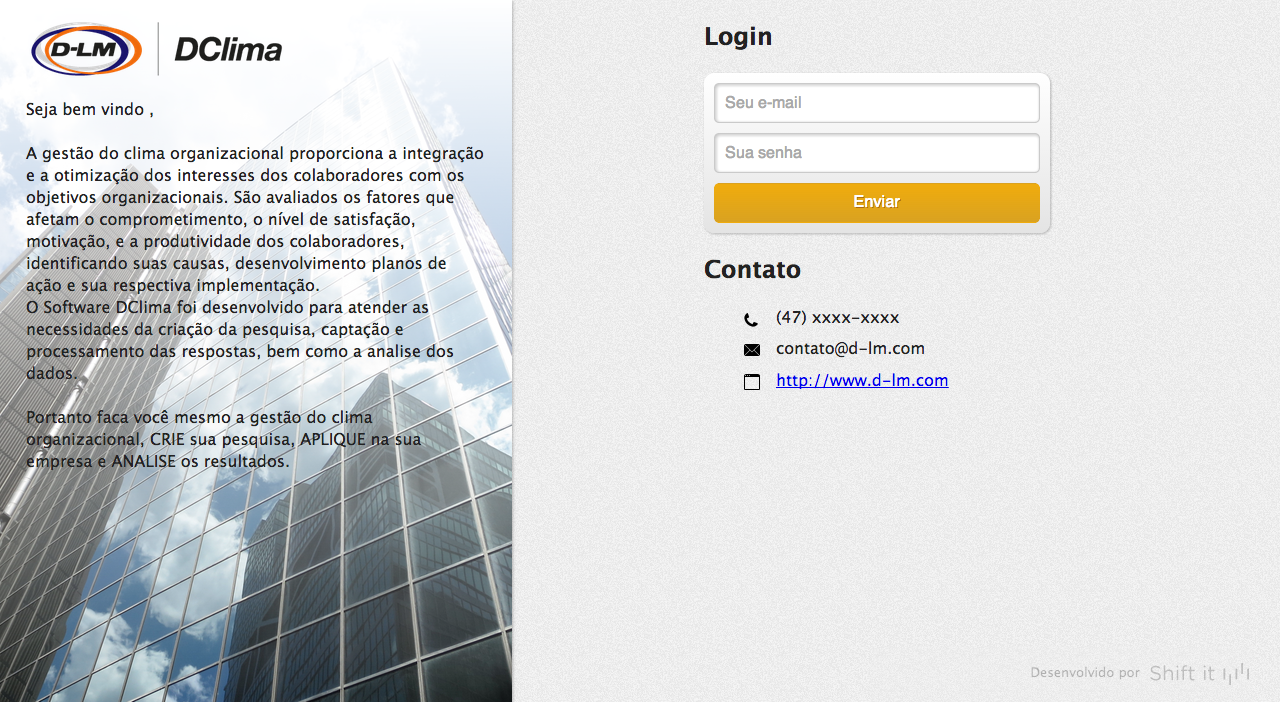 D-LM
DClima
Seja bem vindo ,
A gestão do clima organizacional proporciona a integração
e a otimização dos interesses dos colaboradores com os
objetivos organizacionais. São avaliados os fatores que
afetam o comprometimento, o nível de satisfação,
motivação, e a produtividade dos colaboradores,
identificando suas causas, desenvolvimento planos de
ação e sua respectiva implementação.
O Software DClima foi desenvolvido para atender as
necessidades da criação da pesquisa, captação e
processamento das respostas, bem como a analise dos
dados.
Portanto faca você mesmo a gestão do clima
organizacional, CRIE sua pesquisa, APLIQUE na sua
empresa e ANALISE os resultados.
Login
Seu e-mail
Sua senha
Enviar
Contato
(47) xxxx-xxxx
contato@d-lm.com
http://www.d-lm.com
Desenvolvido por Shift it